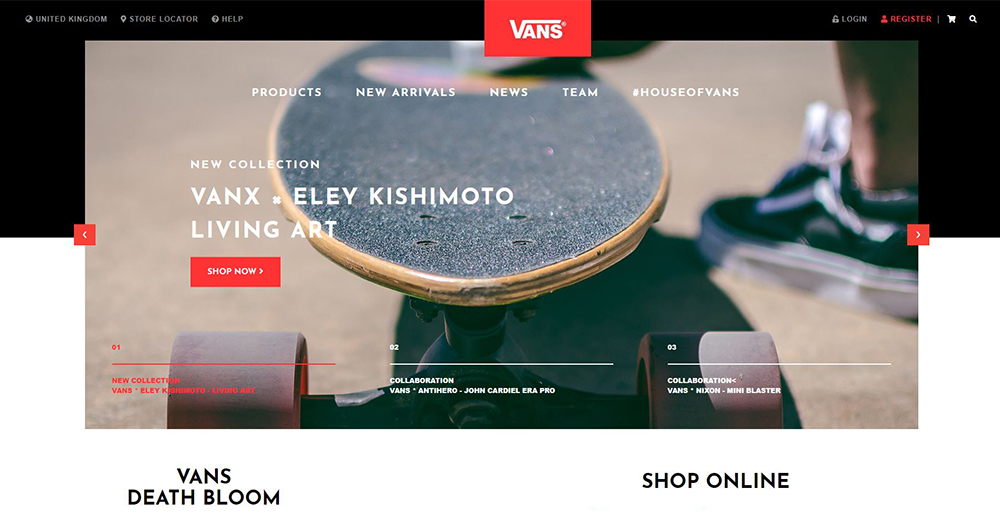 UNITED KINGDOM STORE LOCATOR HELP
VANS
LOGIN REGISTER |
PRODUCTS NEW ARRIVALS NEWS TEAM #HOUSEOFVANS
NEW COLLECTION
VANX * ELEY KISHIMOTO
LIVING ART
SHOP NOW >
01
NEW COLLECTION
VANS * ELEY KISHIMOTO - LIVING ART
02
COLLABORATION
VANS * ANTIHERO - JOHN CARDIEL ERA PRO
03
COLLABORATION<
VANS * NIXON - MINI BLASTER
VANS
DEATH BLOOM
SHOP ONLINE